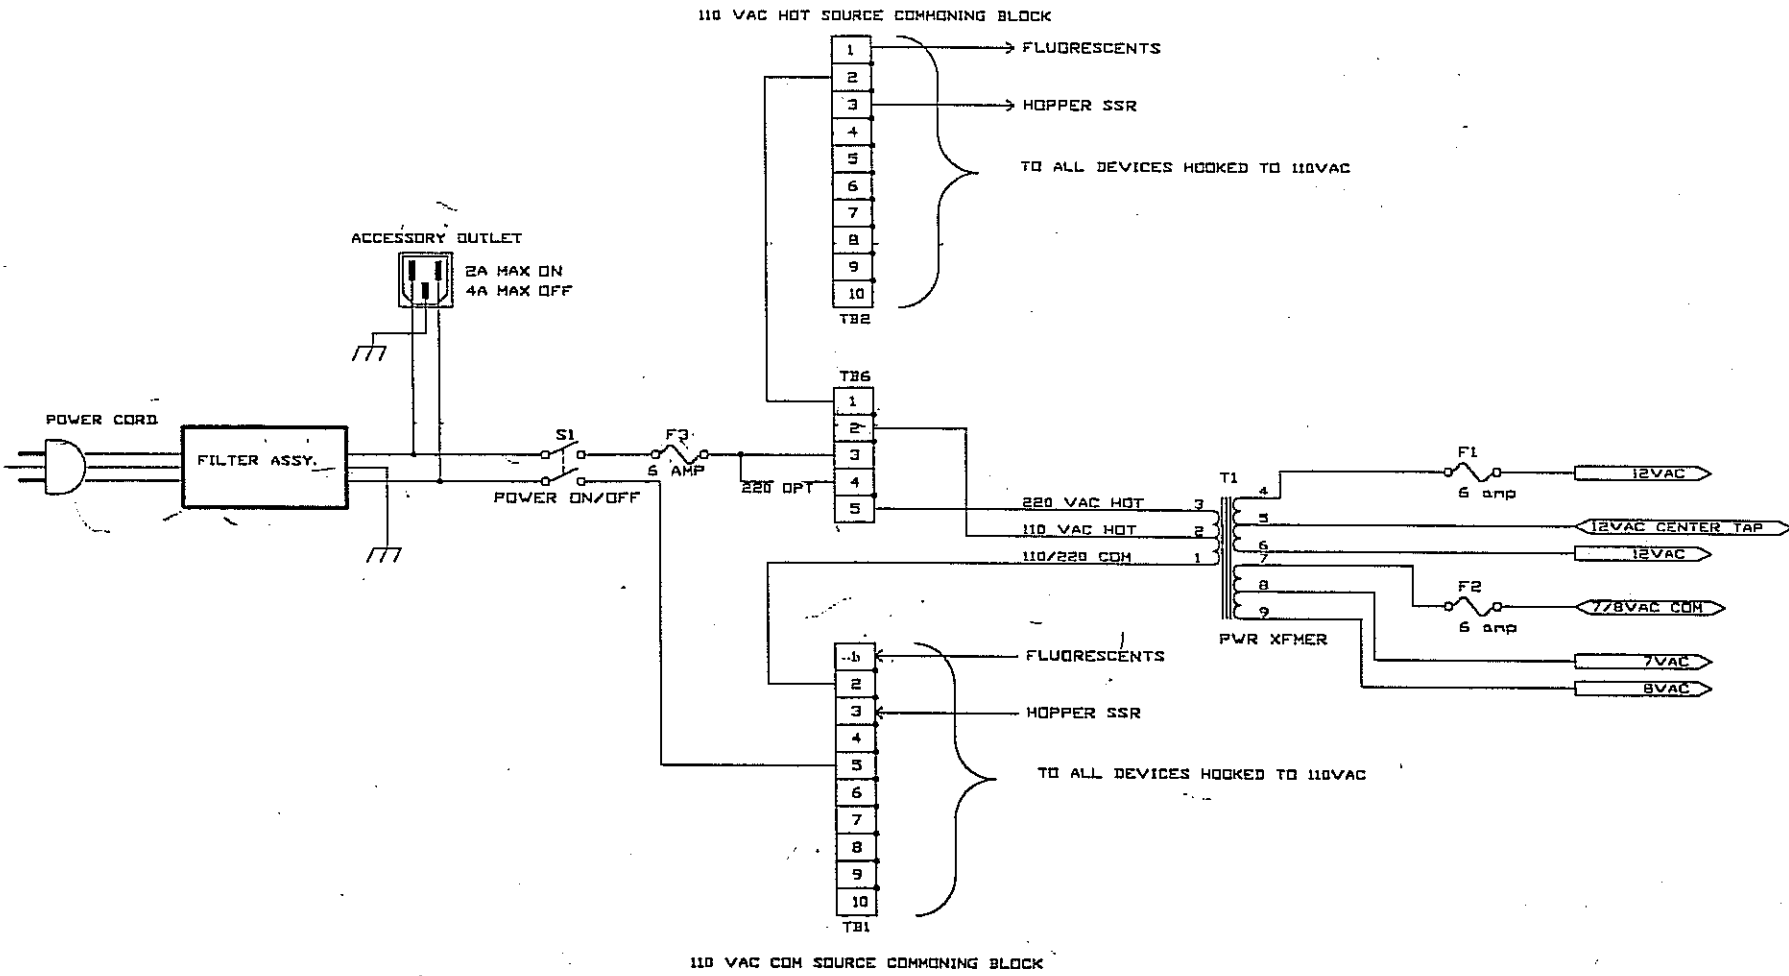 110 VAC HOT SOURCE COMMONING BLOCK
1
2
3
4
5
6
7
8
9
10
TB2
FLUORESCENTS
HOPPER SSR
TO ALL DEVICES HOOKED TO 110VAC
ACCESSORY OUTLET
2A MAX ON
4A MAX OFF
POWER CORD
FILTER ASSY.
S1
POWER ON/OFF
F3
6 AMP
220 OPT
TB6
1
2
3
4
5
220 VAC HOT
110 VAC HOT
110/220 COM
3
2
1
T1
4
5
6
7
8
9
PWR XFMER
F1
6 amp
12VAC
12VAC CENTER TAP
12VAC
F2
6 amp
7/8VAC COM
7VAC
8VAC
1
2
3
4
5
6
7
8
9
10
TB1
FLUORESCENTS
HOPPER SSR
TO ALL DEVICES HOOKED TO 110VAC
110 VAC COM SOURCE COMMONING BLOCK